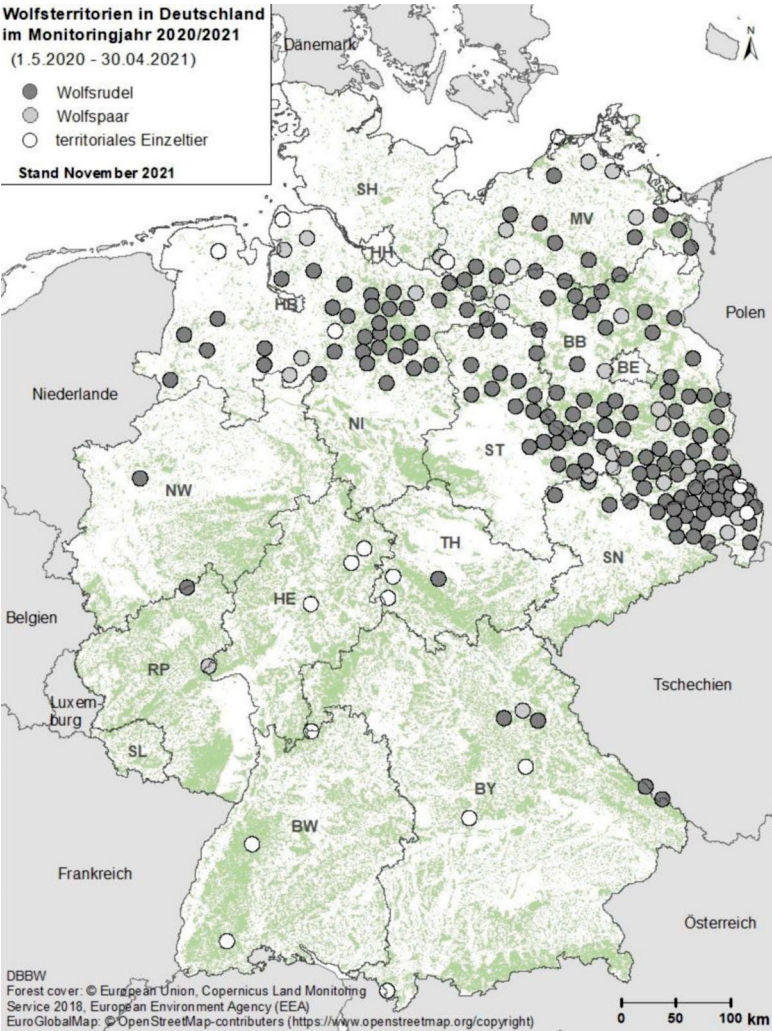 Wolfsterritorien in Deutschland
im Monitoringjahr 2020/2021
(1.5.2020 - 30.04.2021)
Wolfsrudel
Wolfspaar
territoriales Einzeltier
Stand November 2021
Dänemark
N
SH
MV
HH
HB
Polen
BB
BE
Niederlande
NI
ST
NW
TH
SN
HE
Belgien
RP
Tschechien
Luxem-
burg
SL
BY
BW
Frankreich
Österreich
DBBW
Forest cover: © European Union, Copernicus Land Monitoring
Service 2018, European Environment Agency (EEA)
EuroGlobalMap: © OpenStreetMap-contributors (https://www.openstreetmap.org/copyright)
0 50 100 km